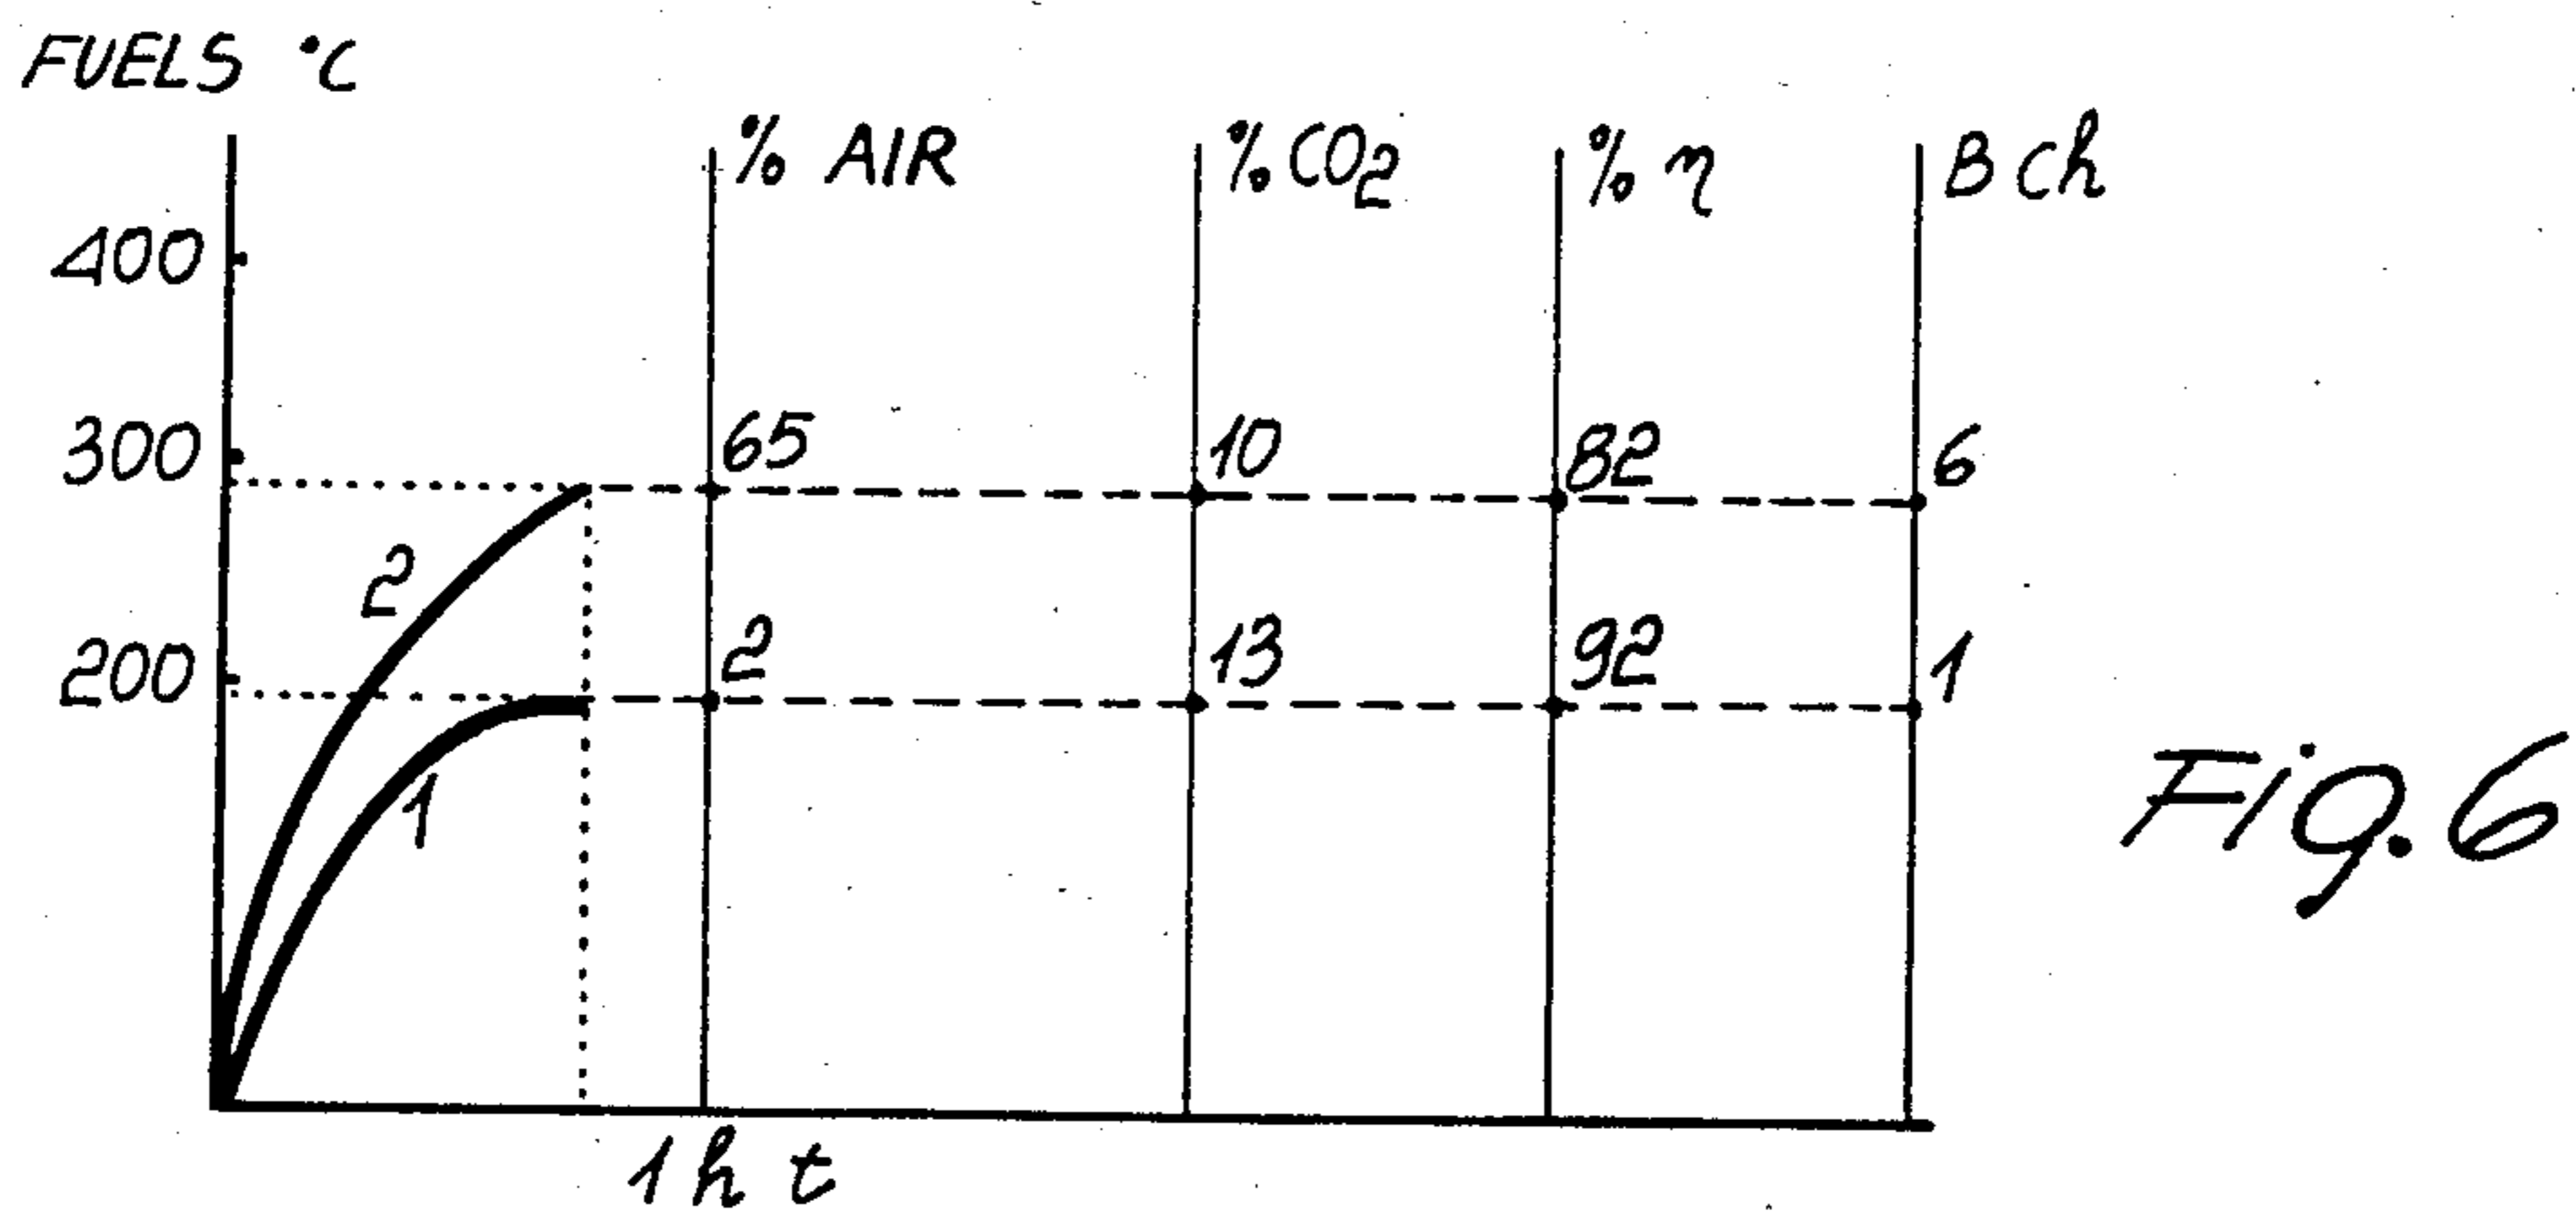 FUELS °C
% AIR %CO2 % η B Ch
400
300 65 10 82 6
2
200 2 13 92 1
1
Fig. 6
1 h t